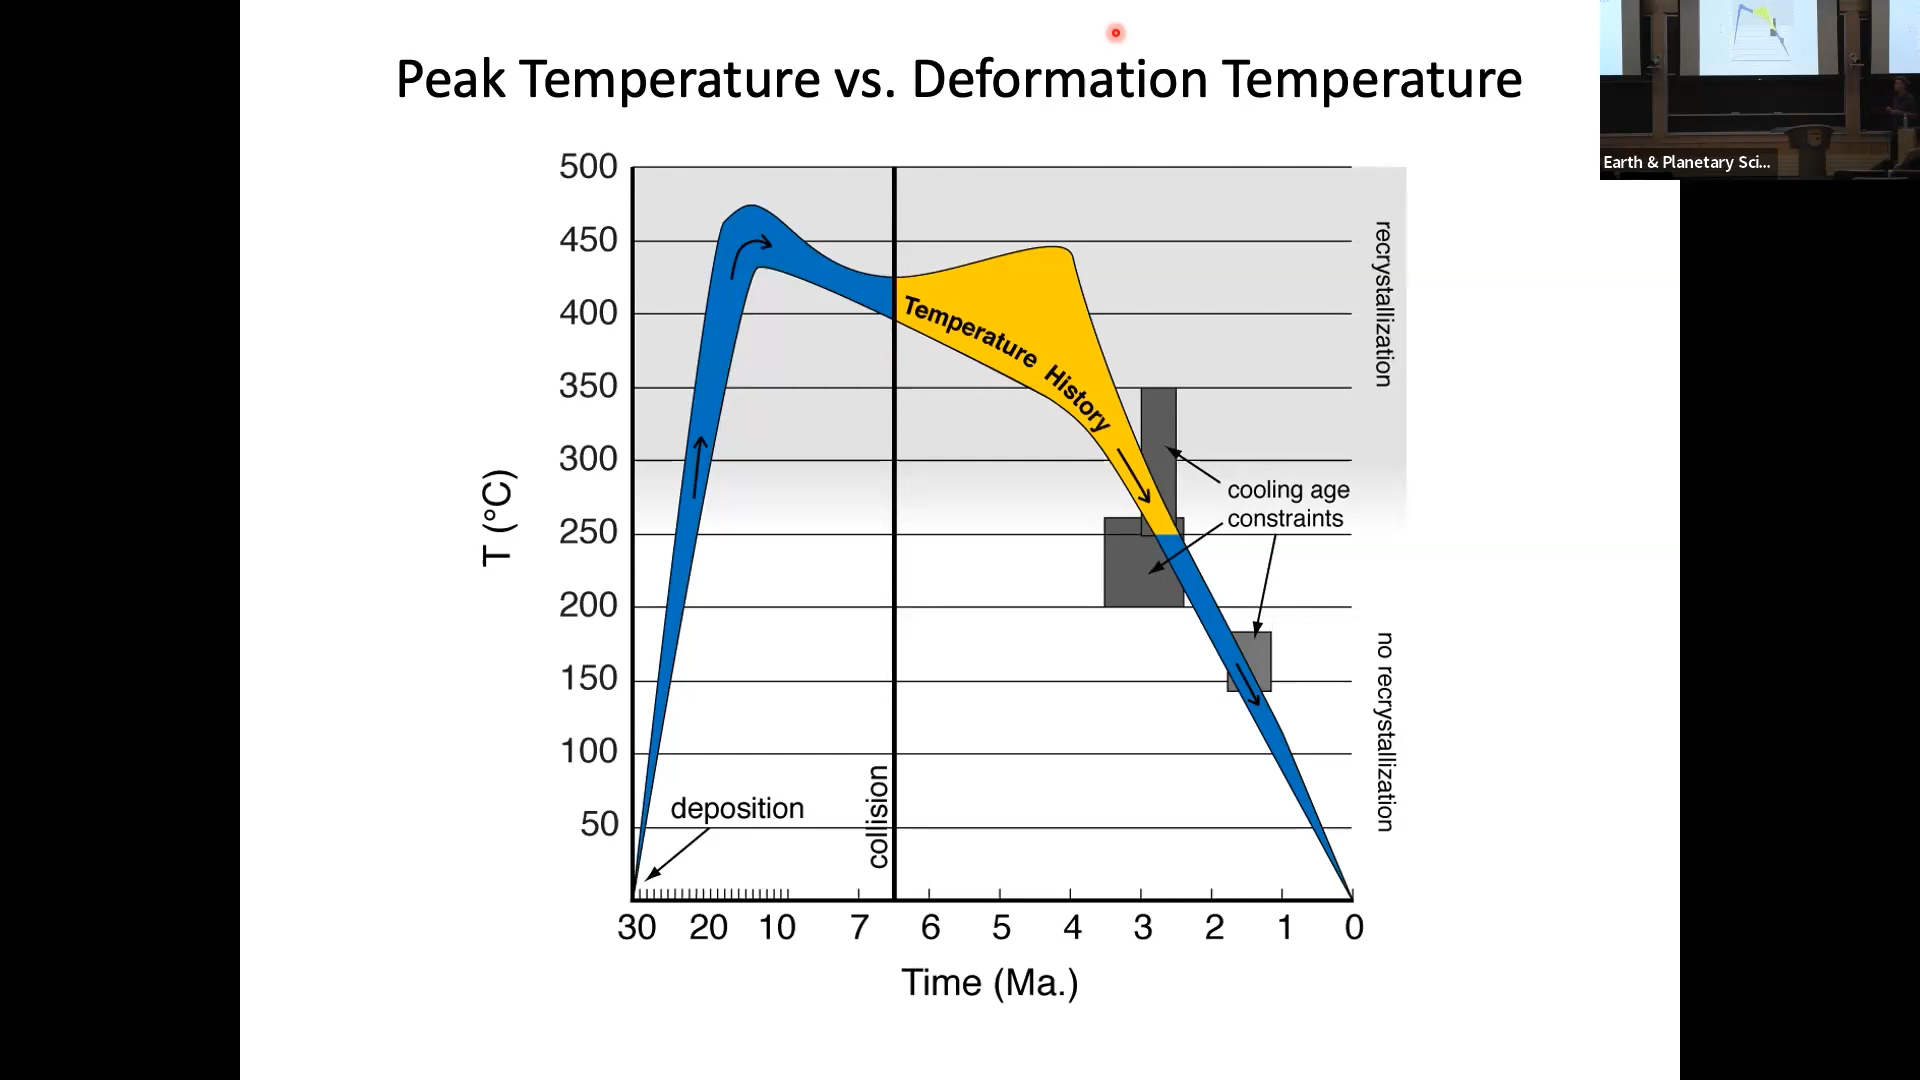 Peak Temperature vs. Deformation Temperature
Earth & Planetary Sci...
500
450
400
350
300
250
200
150
100
50
T (°C)
Temperature History
recrystallization
no recrystallization
cooling age
constraints
deposition
collision
30 20 10 7 6 5 4 3 2 1 0
Time (Ma.)